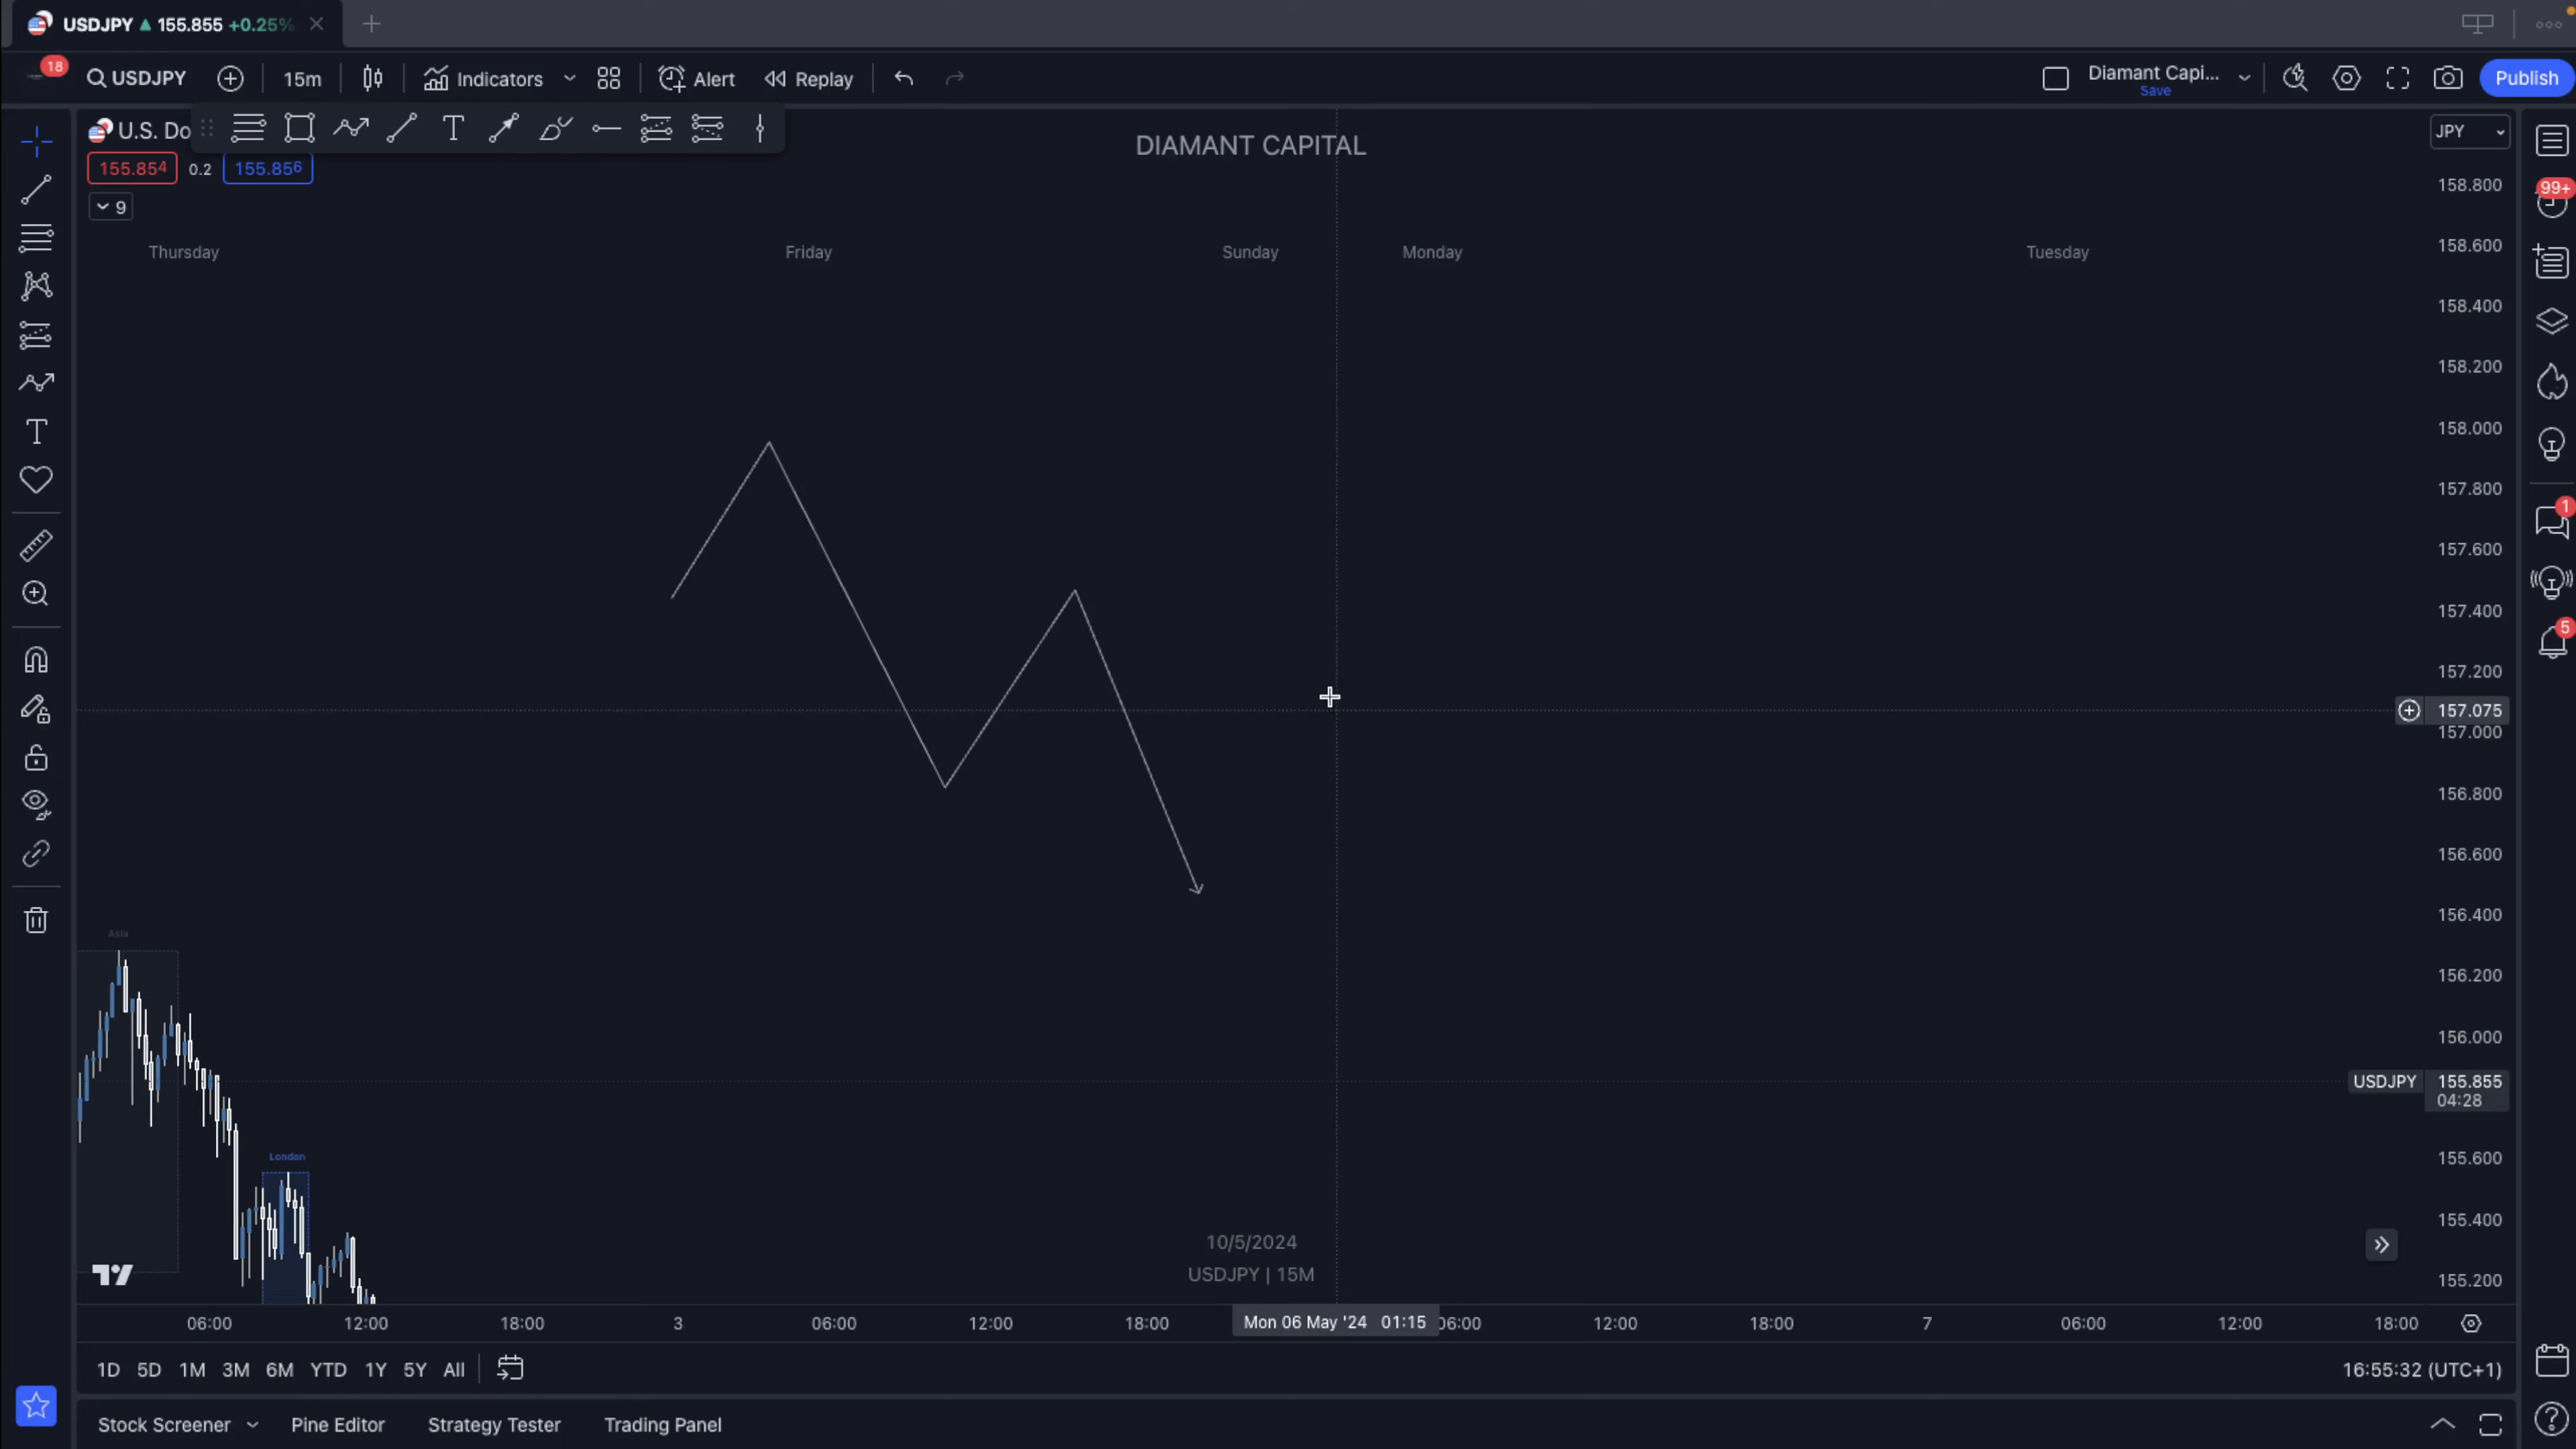 USDJPY ▲ 155.855 +0.25%
18
USDJPY 15m Indicators Alert Replay
Diamant Capi...
Save
Publish
U.S. Do
DIAMANT CAPITAL
JPY
155.854 0.2 155.856
9
99+
1
5
Thursday Friday Sunday Monday Tuesday
158.800
158.600
158.400
158.200
158.000
157.800
157.600
157.400
157.200
157.075
157.000
156.800
156.600
156.400
156.200
156.000
USDJPY 155.855
04:28
155.600
155.400
155.200
Asia
London
10/5/2024
USDJPY | 15M
06:00 12:00 18:00 3 06:00 12:00 18:00 Mon 06 May '24 01:15 06:00 12:00 18:00 7 06:00 12:00 18:00
1D 5D 1M 3M 6M YTD 1Y 5Y All
16:55:32 (UTC+1)
Stock Screener Pine Editor Strategy Tester Trading Panel